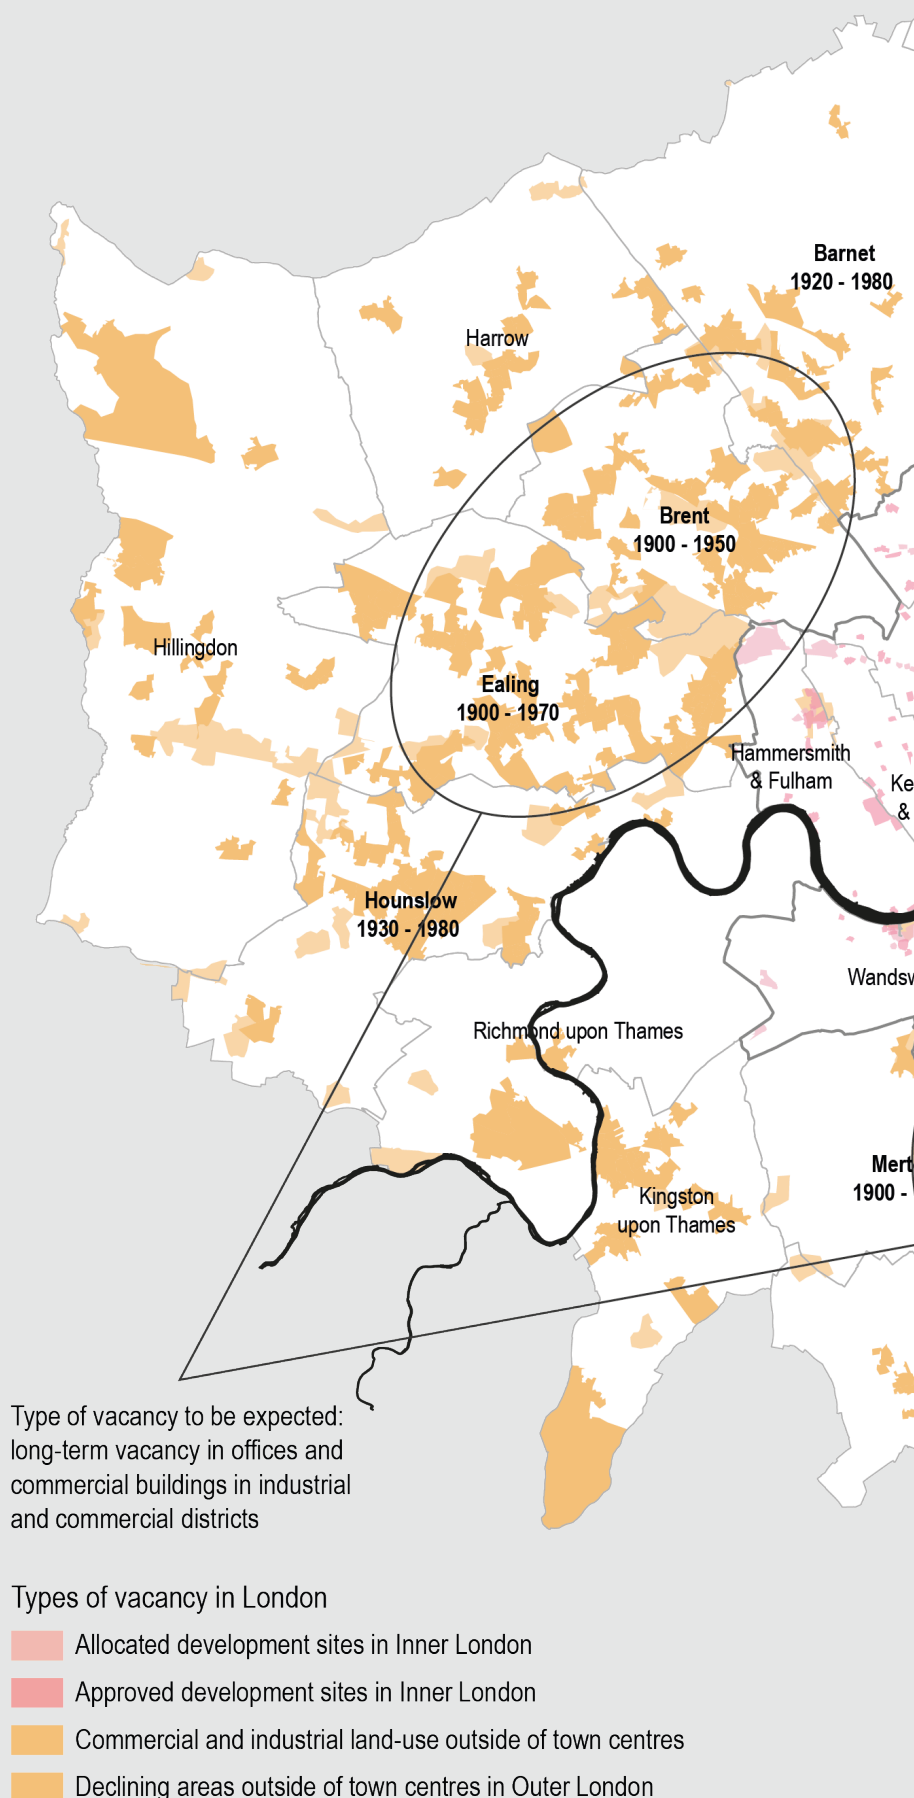 Barnet
1920 - 1980
Harrow
Brent
1900 - 1950
Hillingdon
Ealing
1900 - 1970
Hammersmith
& Fulham
Ke
&
Hounslow
1930 - 1980
Wandsw
Richmond upon Thames
Mert
1900 -
Kingston
upon Thames
Type of vacancy to be expected:
long-term vacancy in offices and
commercial buildings in industrial
and commercial districts
Types of vacancy in London
Allocated development sites in Inner London
Approved development sites in Inner London
Commercial and industrial land-use outside of town centres
Declining areas outside of town centres in Outer London